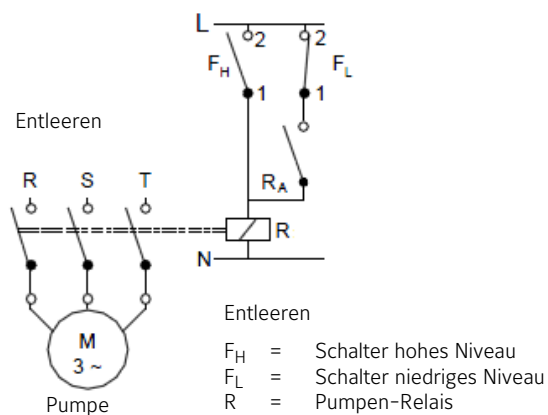 L
2 2
F_H F_L
1 1
Entleeren
R S T
R_A
R
N
M
3 ~
Pumpe
Entleeren
F_H = Schalter hohes Niveau
F_L = Schalter niedriges Niveau
R = Pumpen-Relais